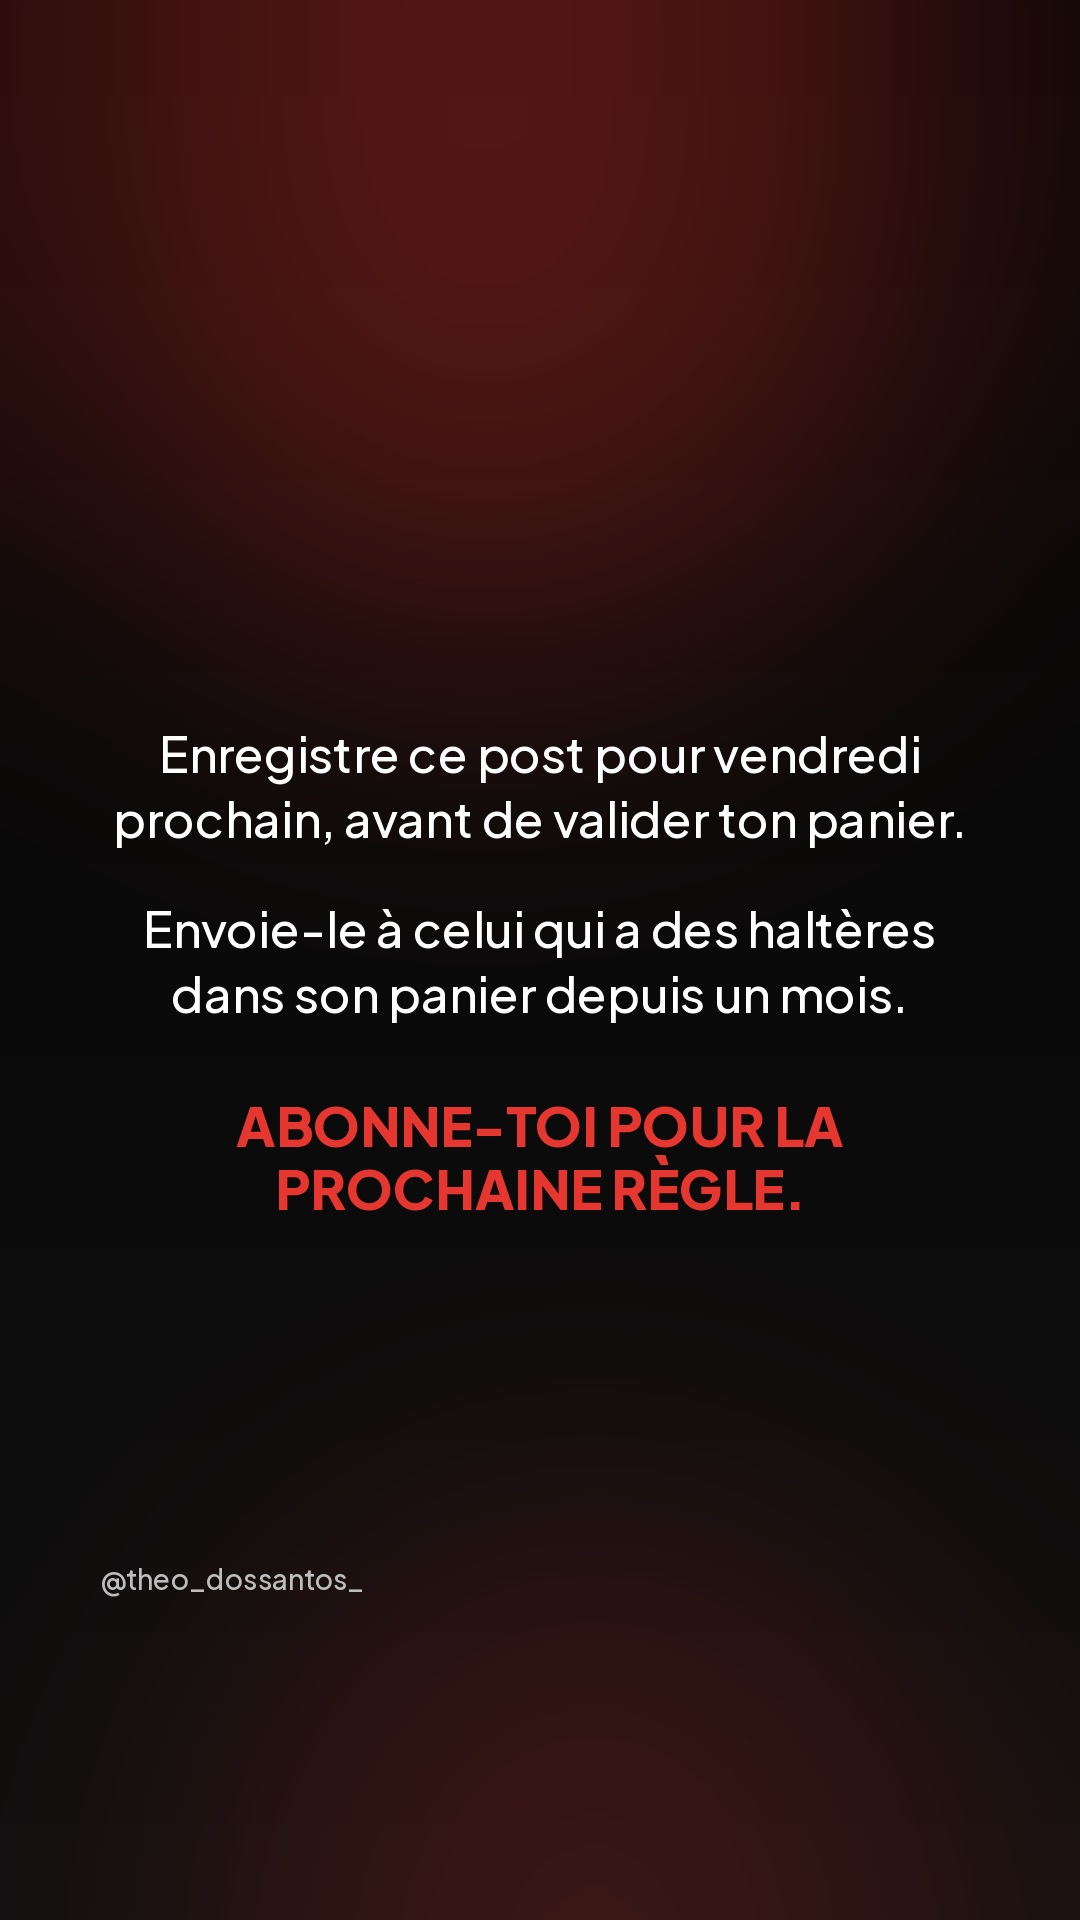 Enregistre ce post pour vendredi
prochain, avant de valider ton panier.
Envoie-le à celui qui a des haltères
dans son panier depuis un mois.
ABONNE-TOI POUR LA
PROCHAINE RÈGLE.
@theo_dossantos_